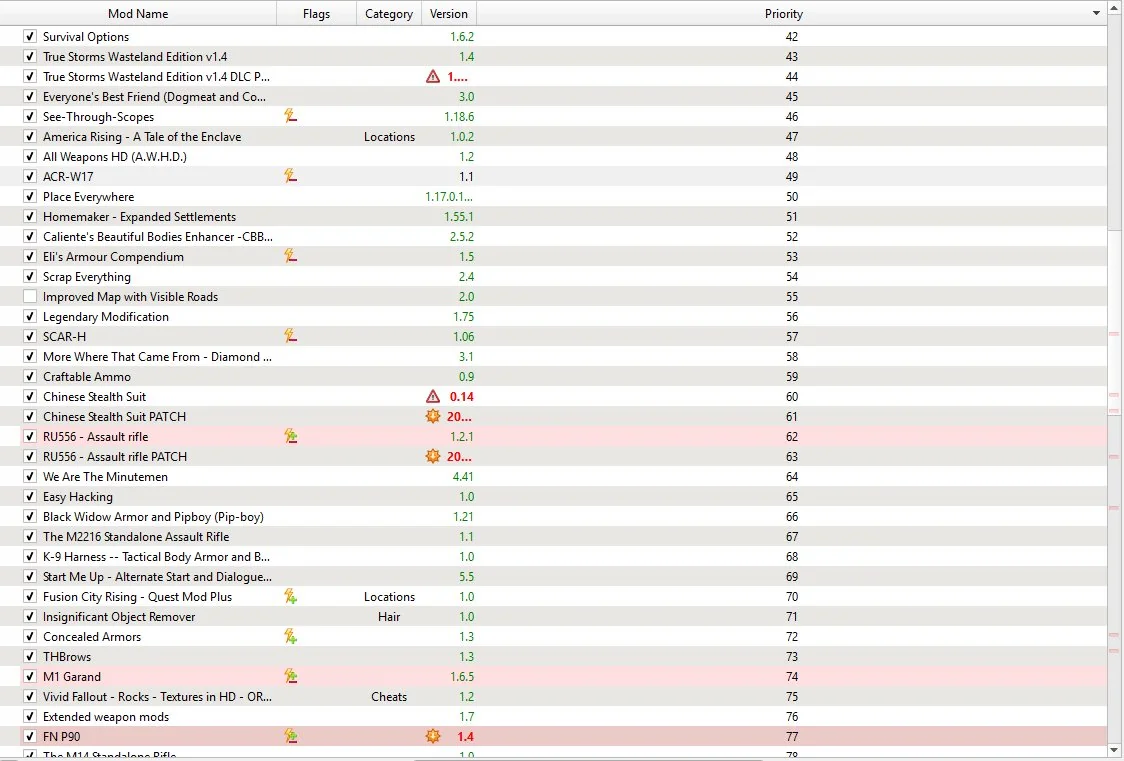 Mod Name Flags Category Version Priority
Survival Options 1.6.2 42
True Storms Wasteland Edition v1.4 1.4 43
True Storms Wasteland Edition v1.4 DLC P... 1.... 44
Everyone's Best Friend (Dogmeat and Co... 3.0 45
See-Through-Scopes 1.18.6 46
America Rising - A Tale of the Enclave Locations 1.0.2 47
All Weapons HD (A.W.H.D.) 1.2 48
ACR-W17 1.1 49
Place Everywhere 1.17.0.1... 50
Homemaker - Expanded Settlements 1.55.1 51
Caliente's Beautiful Bodies Enhancer -CBB... 2.5.2 52
Eli's Armour Compendium 1.5 53
Scrap Everything 2.4 54
Improved Map with Visible Roads 2.0 55
Legendary Modification 1.75 56
SCAR-H 1.06 57
More Where That Came From - Diamond ... 3.1 58
Craftable Ammo 0.9 59
Chinese Stealth Suit 0.14 60
Chinese Stealth Suit PATCH 20... 61
RU556 - Assault rifle 1.2.1 62
RU556 - Assault rifle PATCH 20... 63
We Are The Minutemen 4.41 64
Easy Hacking 1.0 65
Black Widow Armor and Pipboy (Pip-boy) 1.21 66
The M2216 Standalone Assault Rifle 1.1 67
K-9 Harness -- Tactical Body Armor and B... 1.0 68
Start Me Up - Alternate Start and Dialogue... 5.5 69
Fusion City Rising - Quest Mod Plus Locations 1.0 70
Insignificant Object Remover Hair 1.0 71
Concealed Armors 1.3 72
THBrows 1.3 73
M1 Garand 1.6.5 74
Vivid Fallout - Rocks - Textures in HD - OR... Cheats 1.2 75
Extended weapon mods 1.7 76
FN P90 1.4 77
The M14 Standalone Rifle 1.0 78